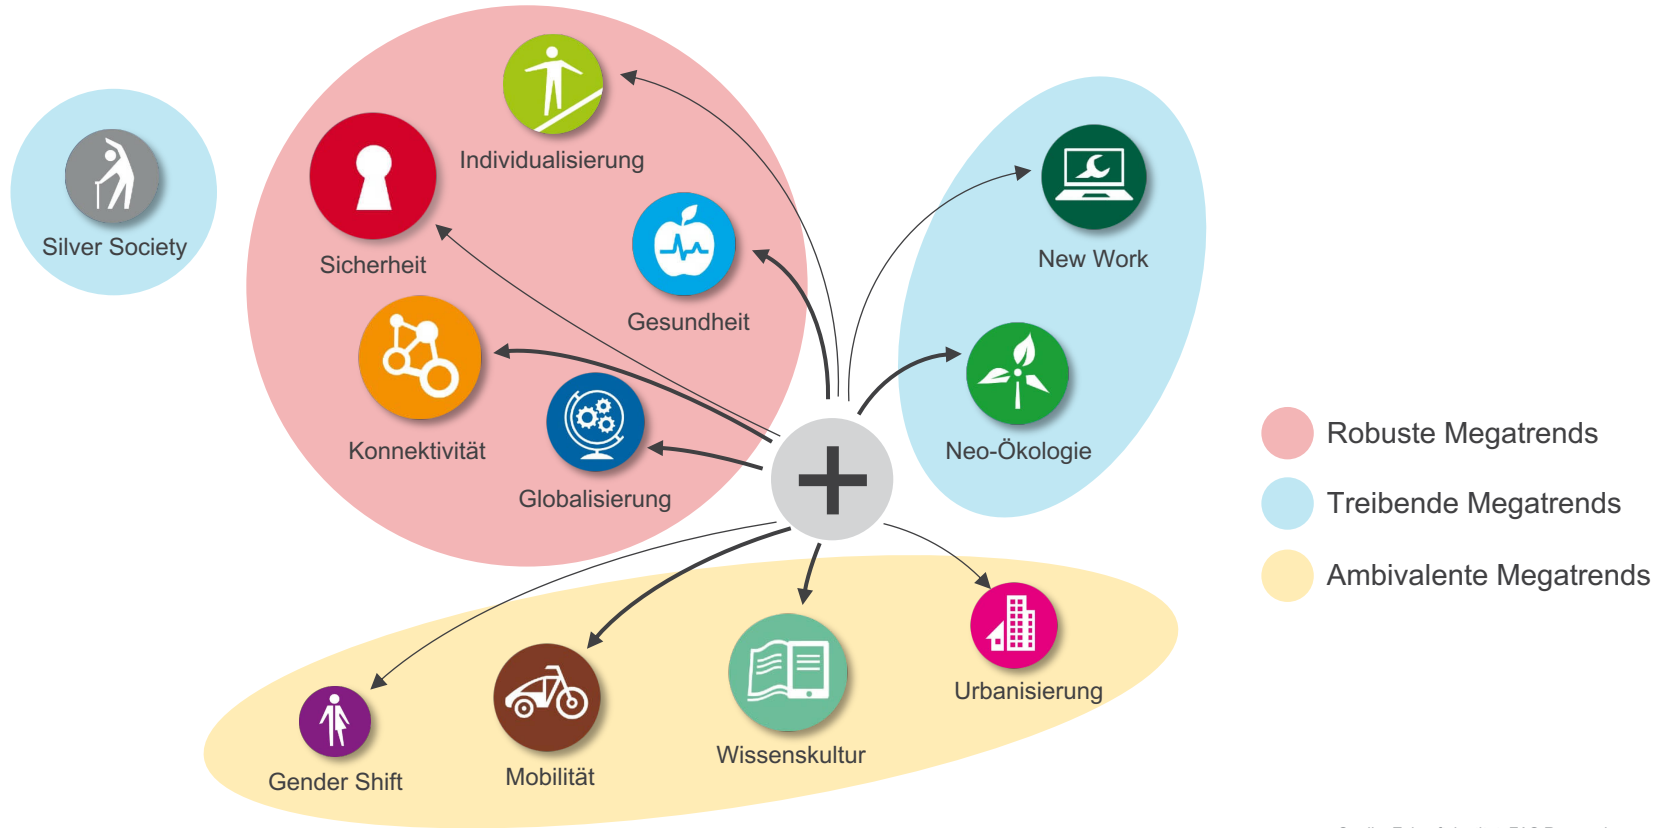 Individualisierung
Silver Society
Sicherheit
New Work
Gesundheit
Konnektivität
Neo-Ökologie
Globalisierung
Robuste Megatrends
Treibende Megatrends
Ambivalente Megatrends
Urbanisierung
Wissenskultur
Mobilität
Gender Shift